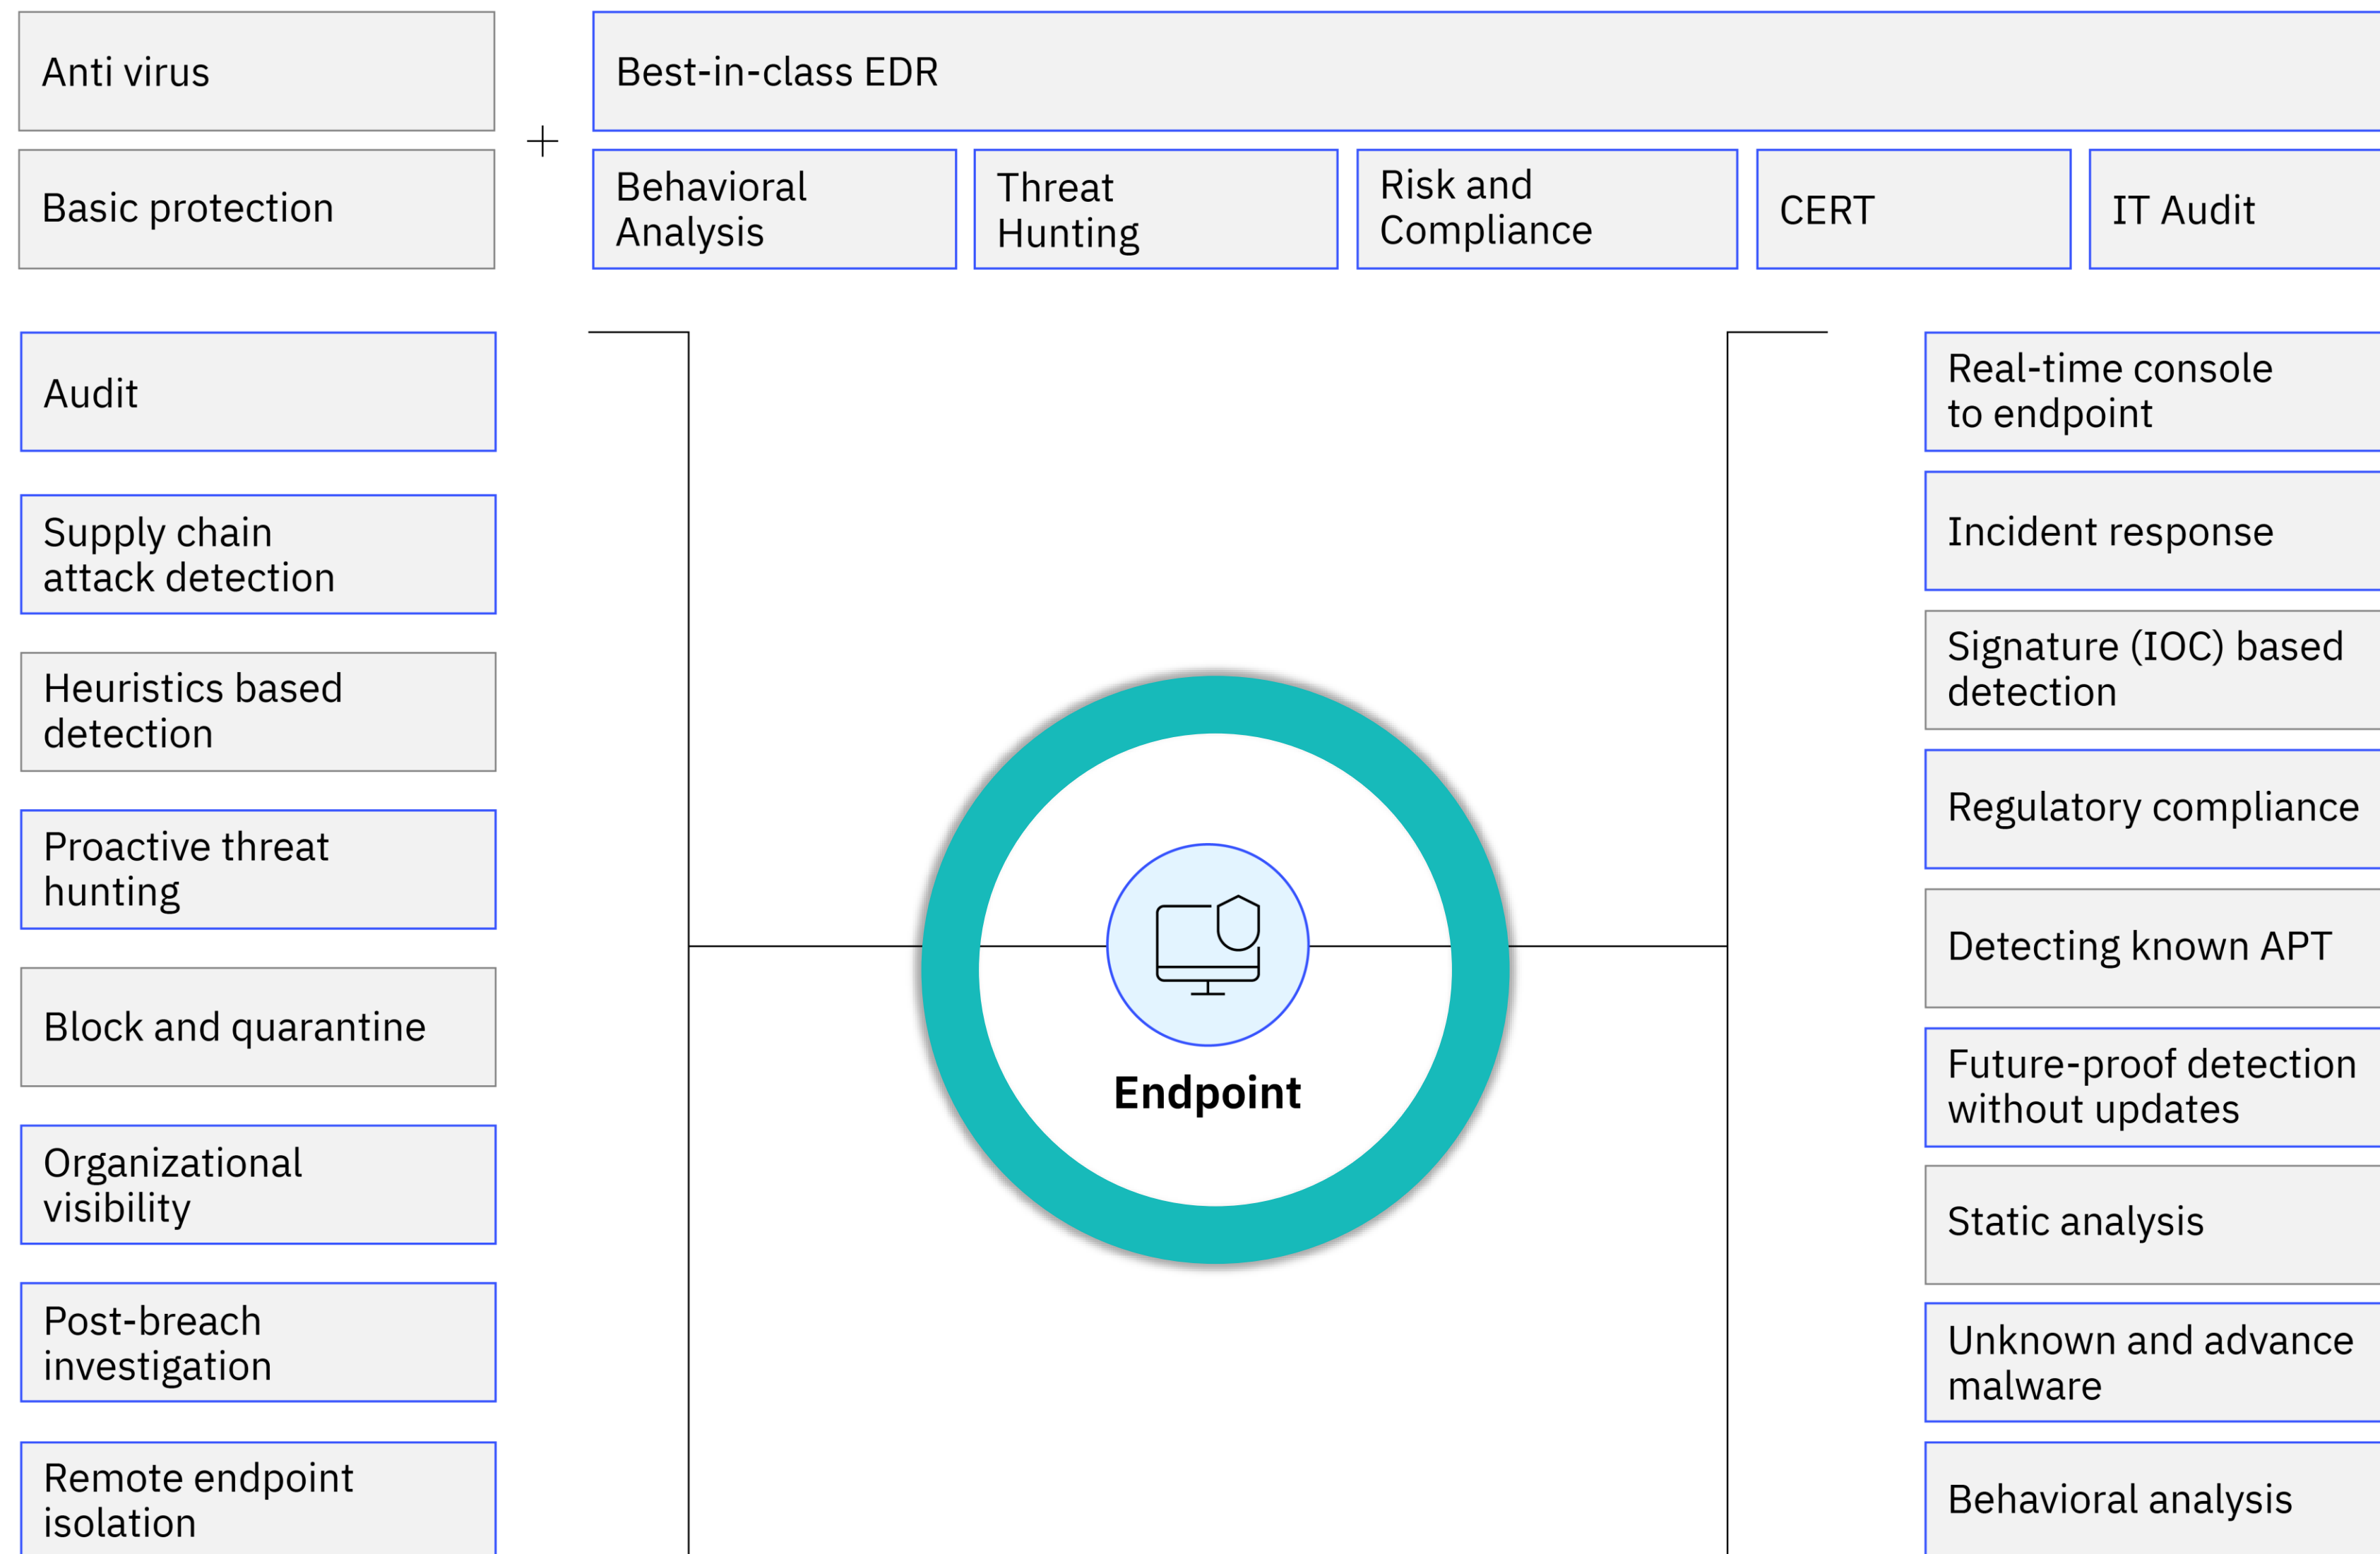 Anti virus
Best-in-class EDR
Basic protection
Behavioral
Analysis
Threat
Hunting
Risk and
Compliance
CERT
IT Audit
Audit
Supply chain
attack detection
Heuristics based
detection
Proactive threat
hunting
Block and quarantine
Organizational
visibility
Post-breach
investigation
Remote endpoint
isolation
Endpoint
Real-time console
to endpoint
Incident response
Signature (IOC) based
detection
Regulatory compliance
Detecting known APT
Future-proof detection
without updates
Static analysis
Unknown and advance
malware
Behavioral analysis